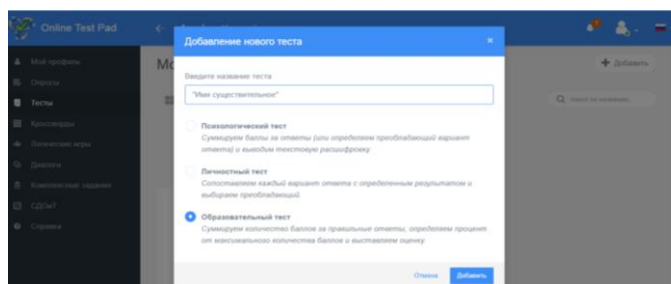 Online Test Pad
Добавление нового теста
Мой профиль
Опросы
Тесты
Кроссворды
Логические игры
Диалоги
Комплексные задания
СДОиТ
Справка
Добавить
Введите название теста
"Имя существительное"
Психологический тест
Суммируем баллы за ответы (или определяем преобладающий вариант
ответа) и выводим текстовую расшифровку
Личностный тест
Сопоставляем каждый вариант ответа с определенным результатом и
выбираем преобладающий.
Образовательный тест
Суммируем количество баллов за правильные ответы, определяем процент
от максимального количества баллов и выставляем оценку
Отмена
Добавить